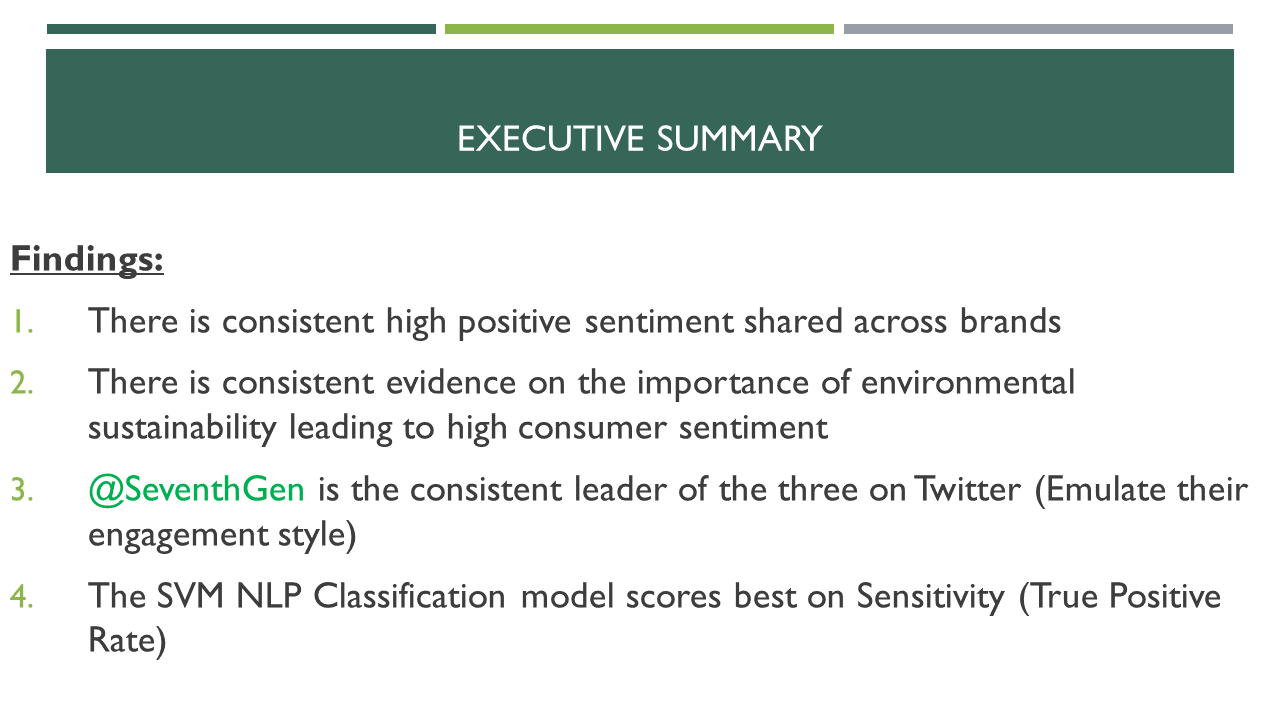 EXECUTIVE SUMMARY
Findings:
1. There is consistent high positive sentiment shared across brands
2. There is consistent evidence on the importance of environmental
sustainability leading to high consumer sentiment
3. @SeventhGen is the consistent leader of the three on Twitter (Emulate their
engagement style)
4. The SVM NLP Classification model scores best on Sensitivity (True Positive
Rate)